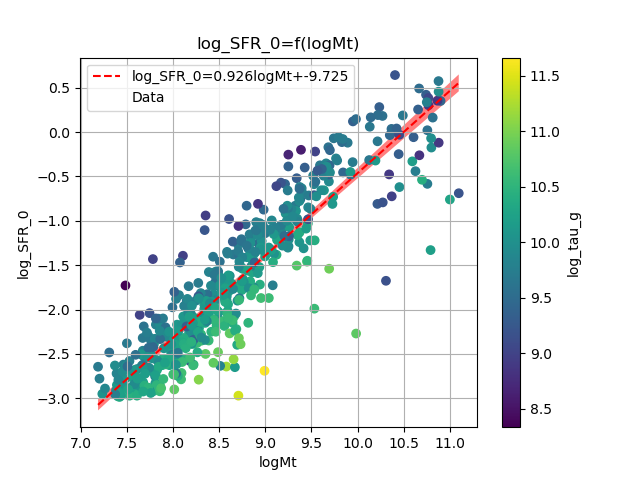 log_SFR_0=f(logMt)
log_SFR_0=0.926logMt+-9.725
Data
0.5
0.0
−0.5
−1.0
−1.5
−2.0
−2.5
−3.0
log_SFR_0
7.0 7.5 8.0 8.5 9.0 9.5 10.0 10.5 11.0
logMt
11.5
11.0
10.5
10.0
9.5
9.0
8.5
log_tau_g